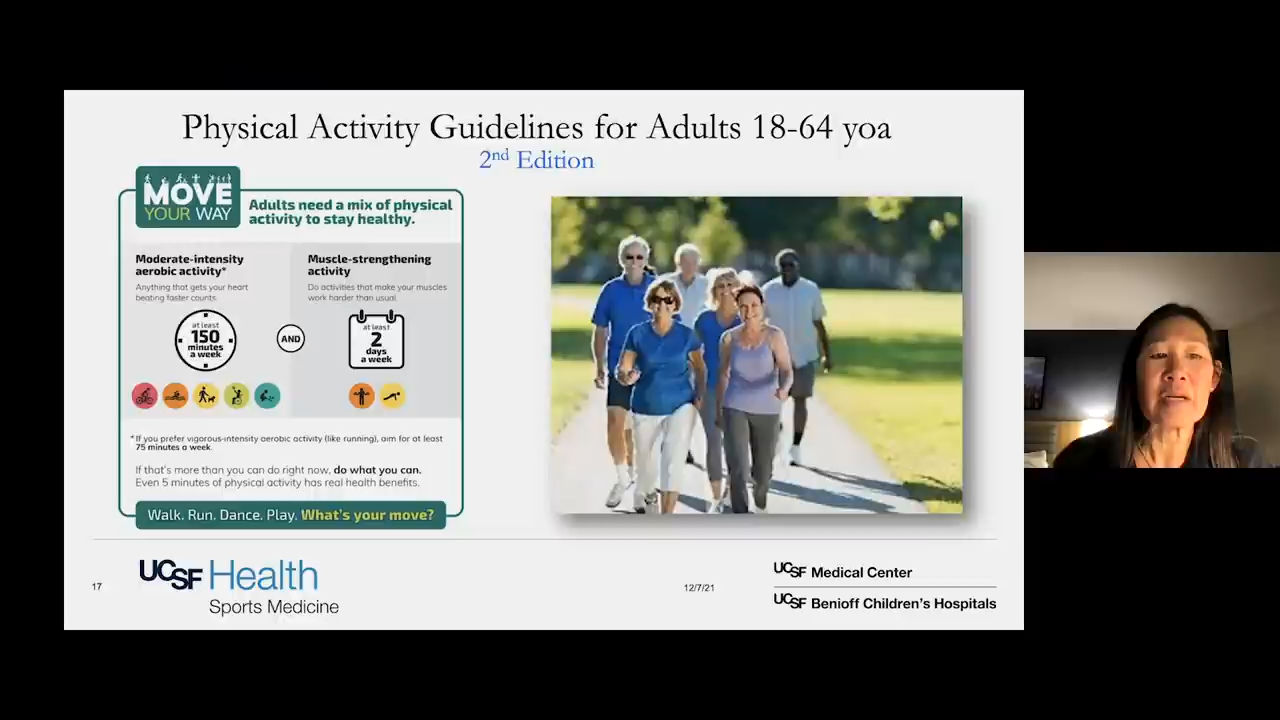 Physical Activity Guidelines for Adults 18-64 yoa
2nd Edition
MOVE
YOUR WAY
Adults need a mix of physical
activity to stay healthy.
Moderate-intensity
aerobic activity*
Anything that gets your heart
beating faster counts.
at least
150
minutes
a week
AND
Muscle-strengthening
activity
Do activities that make your muscles
work harder than usual.
at least
2
days
a week
* If you prefer vigorous-intensity aerobic activity (like running), aim for at least
75 minutes a week.
If that's more than you can do right now, do what you can.
Even 5 minutes of physical activity has real health benefits.
Walk. Run. Dance. Play. What's your move?
17
UCSF Health
Sports Medicine
12/7/21
UCSF Medical Center
UCSF Benioff Children's Hospitals